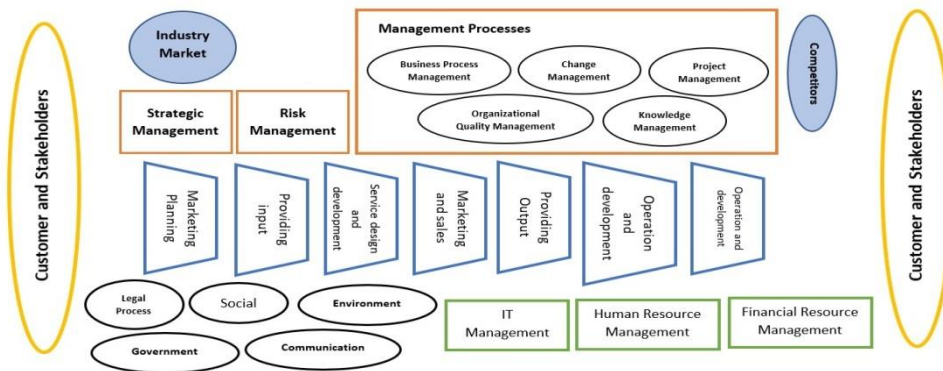 Customer and Stakeholders
Industry
Market
Management Processes
Business Process
Management
Change
Management
Project
Management
Organizational
Quality Management
Knowledge
Management
Competitors
Customer and Stakeholders
Strategic
Management
Risk
Management
Marketing
Planning
Providing
input
Service design
and
development
Marketing
and sales
Providing
Output
Operation
and
development
Operation and
development
Legal
Process
Social
Environment
Government
Communication
IT
Management
Human Resource
Management
Financial Resource
Management